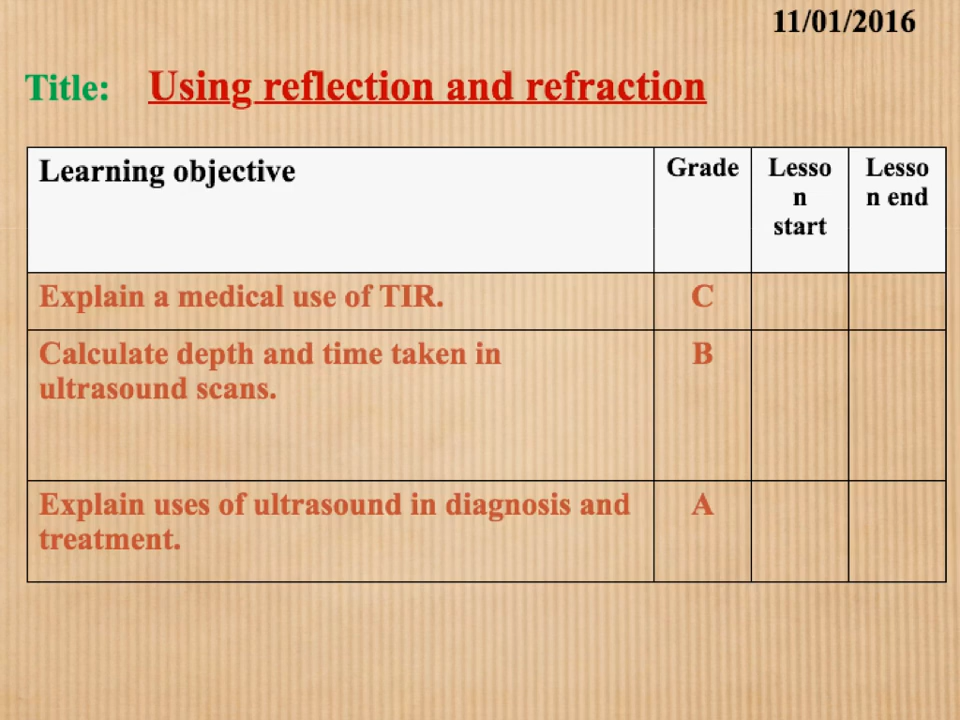 11/01/2016
Title: Using reflection and refraction
Learning objective
Grade
Lesso
n
start
Lesso
n end
Explain a medical use of TIR.
C
Calculate depth and time taken in
ultrasound scans.
B
Explain uses of ultrasound in diagnosis and
treatment.
A